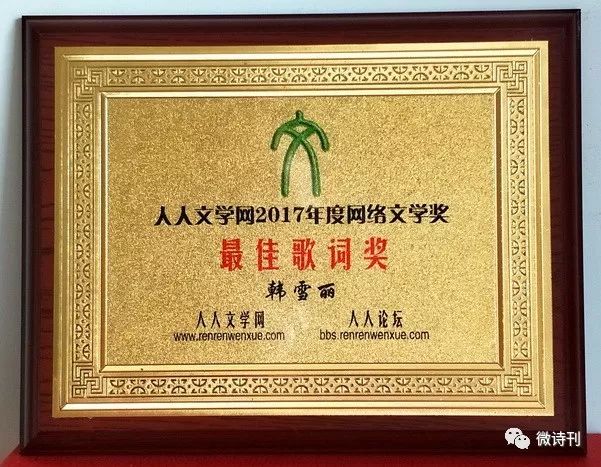 人人文学网2017年度网络文学奖
最佳歌词奖
韩雪丽
人人文学网 人人论坛
www.renrenwenxue.com bbs.renrenwenxue.com
微诗刊